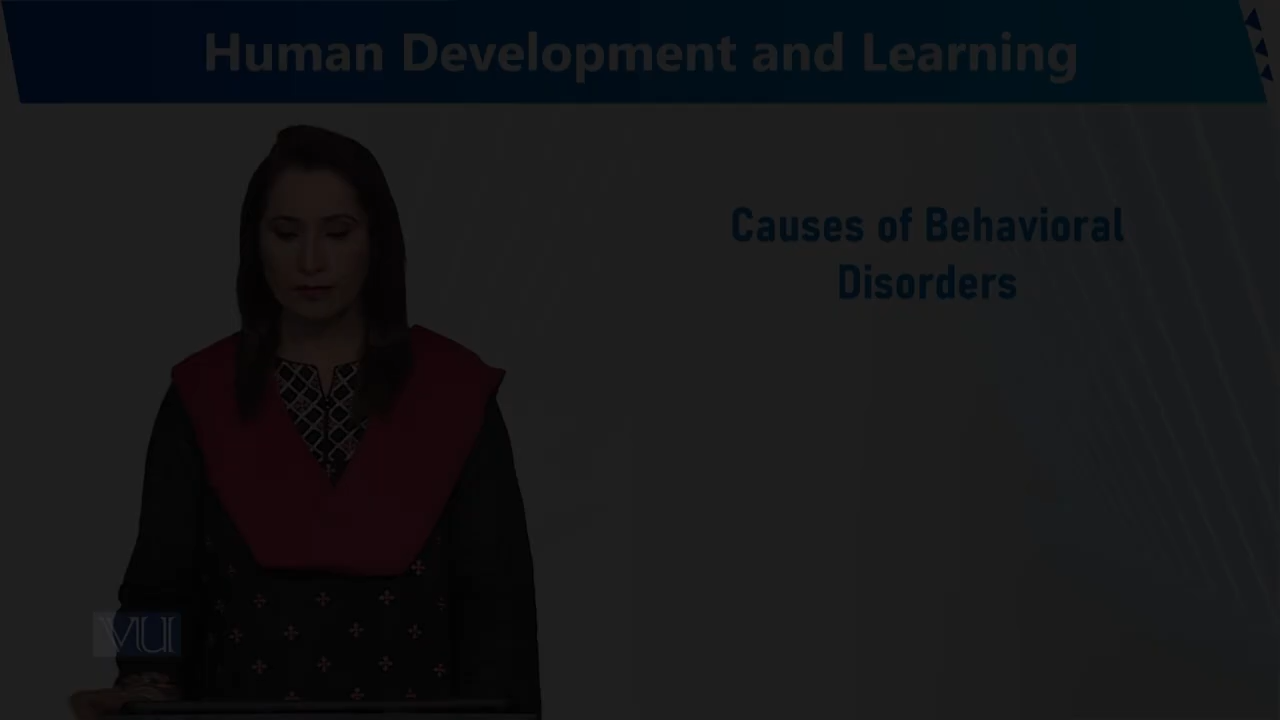 Human Development and Learning
Causes of Behavioral
Disorders
VU